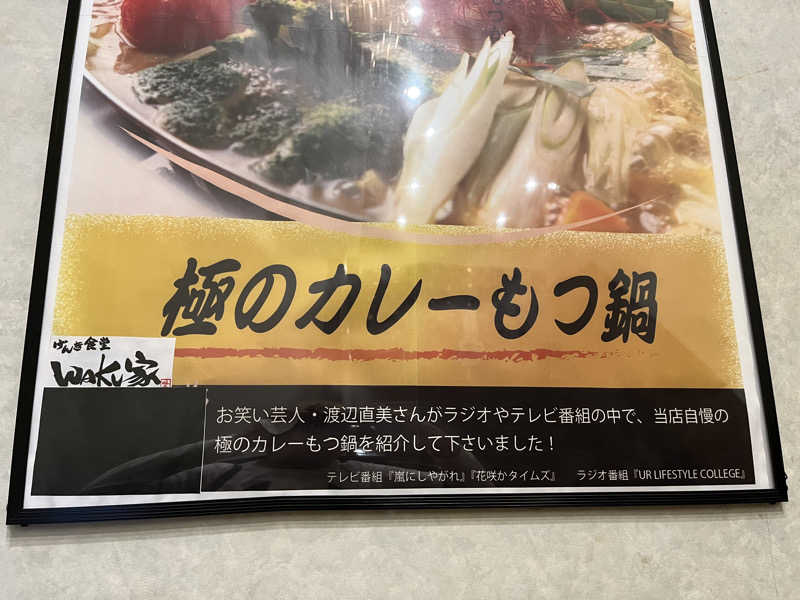 極のカレーもつ鍋
げんき食堂
WAKU家
お笑い芸人・渡辺直美さんがラジオやテレビ番組の中で、当店自慢の
極のカレーもつ鍋を紹介して下さいました！
テレビ番組『嵐にしやがれ』『花咲かタイムズ』　ラジオ番組『UR LIFESTYLE COLLEGE』